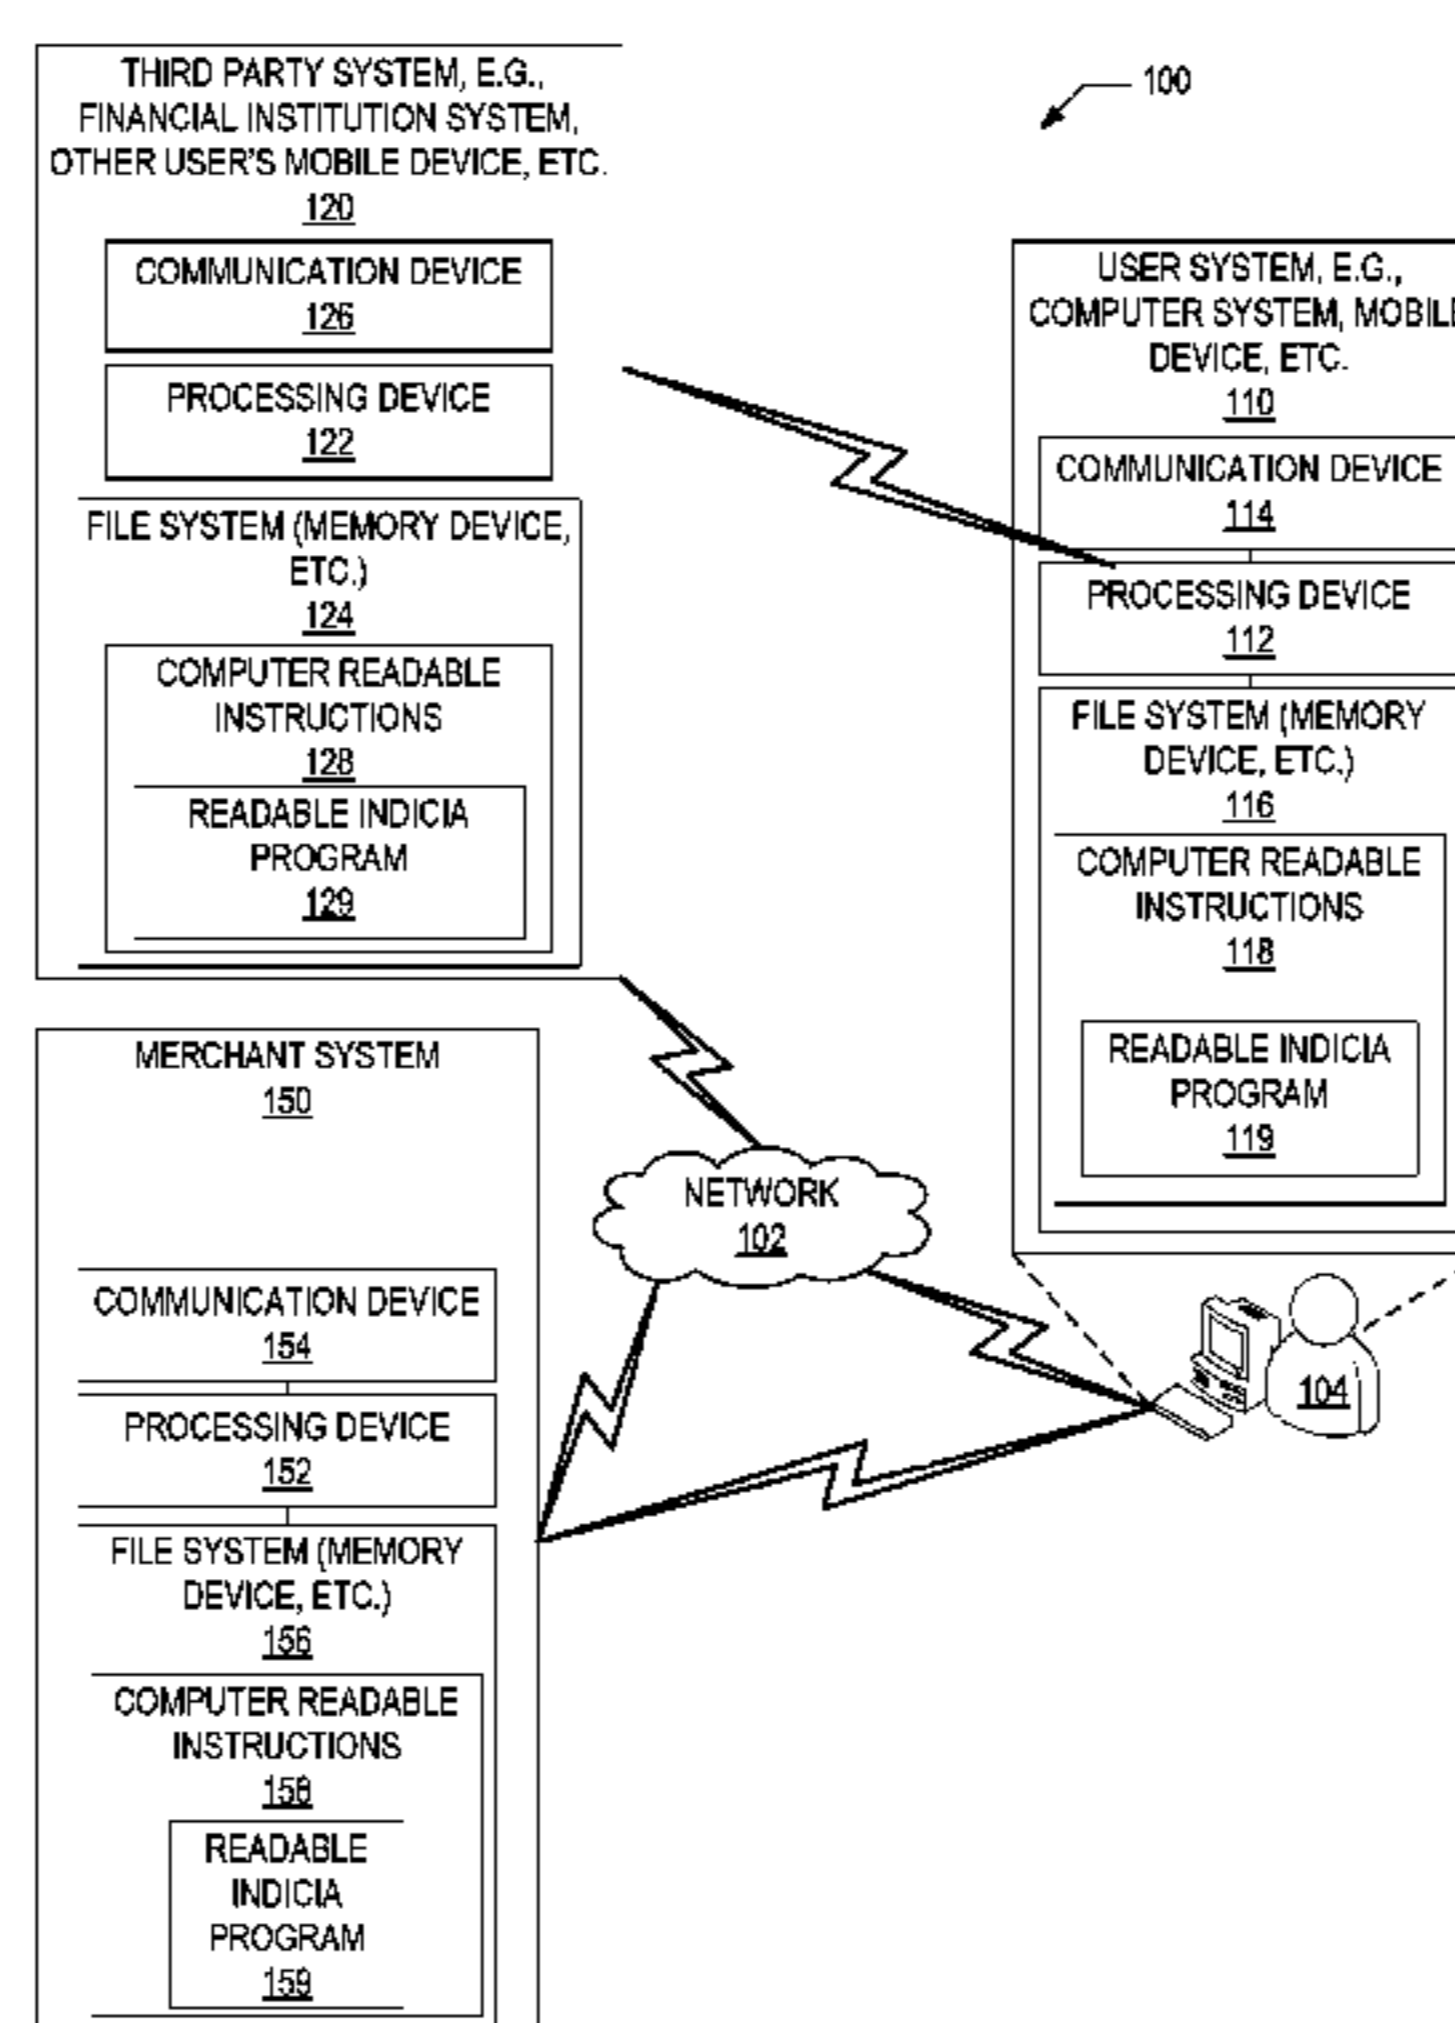 THIRD PARTY SYSTEM, E.G.,
FINANCIAL INSTITUTION SYSTEM,
OTHER USER'S MOBILE DEVICE, ETC.
120
COMMUNICATION DEVICE
126
PROCESSING DEVICE
122
FILE SYSTEM (MEMORY DEVICE,
ETC.)
124
COMPUTER READABLE
INSTRUCTIONS
128
READABLE INDICIA
PROGRAM
129
100
USER SYSTEM, E.G.,
COMPUTER SYSTEM, MOBILE
DEVICE, ETC.
110
COMMUNICATION DEVICE
114
PROCESSING DEVICE
112
FILE SYSTEM (MEMORY
DEVICE, ETC.)
116
COMPUTER READABLE
INSTRUCTIONS
118
READABLE INDICIA
PROGRAM
119
MERCHANT SYSTEM
150
COMMUNICATION DEVICE
154
PROCESSING DEVICE
152
FILE SYSTEM (MEMORY
DEVICE, ETC.)
156
COMPUTER READABLE
INSTRUCTIONS
158
READABLE
INDICIA
PROGRAM
159
NETWORK
102
104